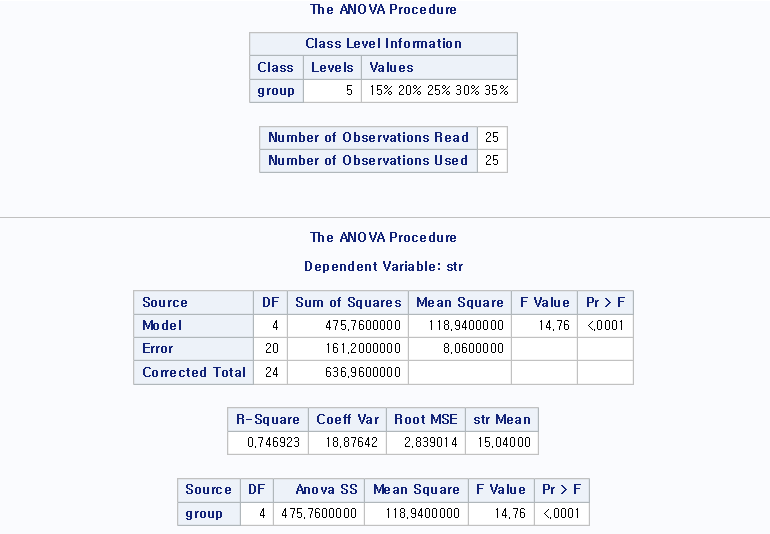 The ANOVA Procedure
Class Level Information
Class Levels Values
group 5 15% 20% 25% 30% 35%
Number of Observations Read 25
Number of Observations Used 25
The ANOVA Procedure
Dependent Variable: str
Source DF Sum of Squares Mean Square F Value Pr > F
Model 4 475,7600000 118,9400000 14,76 <,0001
Error 20 161,2000000 8,0600000
Corrected Total 24 636,9600000
R-Square Coeff Var Root MSE str Mean
0,746923 18,87642 2,839014 15,04000
Source DF Anova SS Mean Square F Value Pr > F
group 4 475,7600000 118,9400000 14,76 <,0001